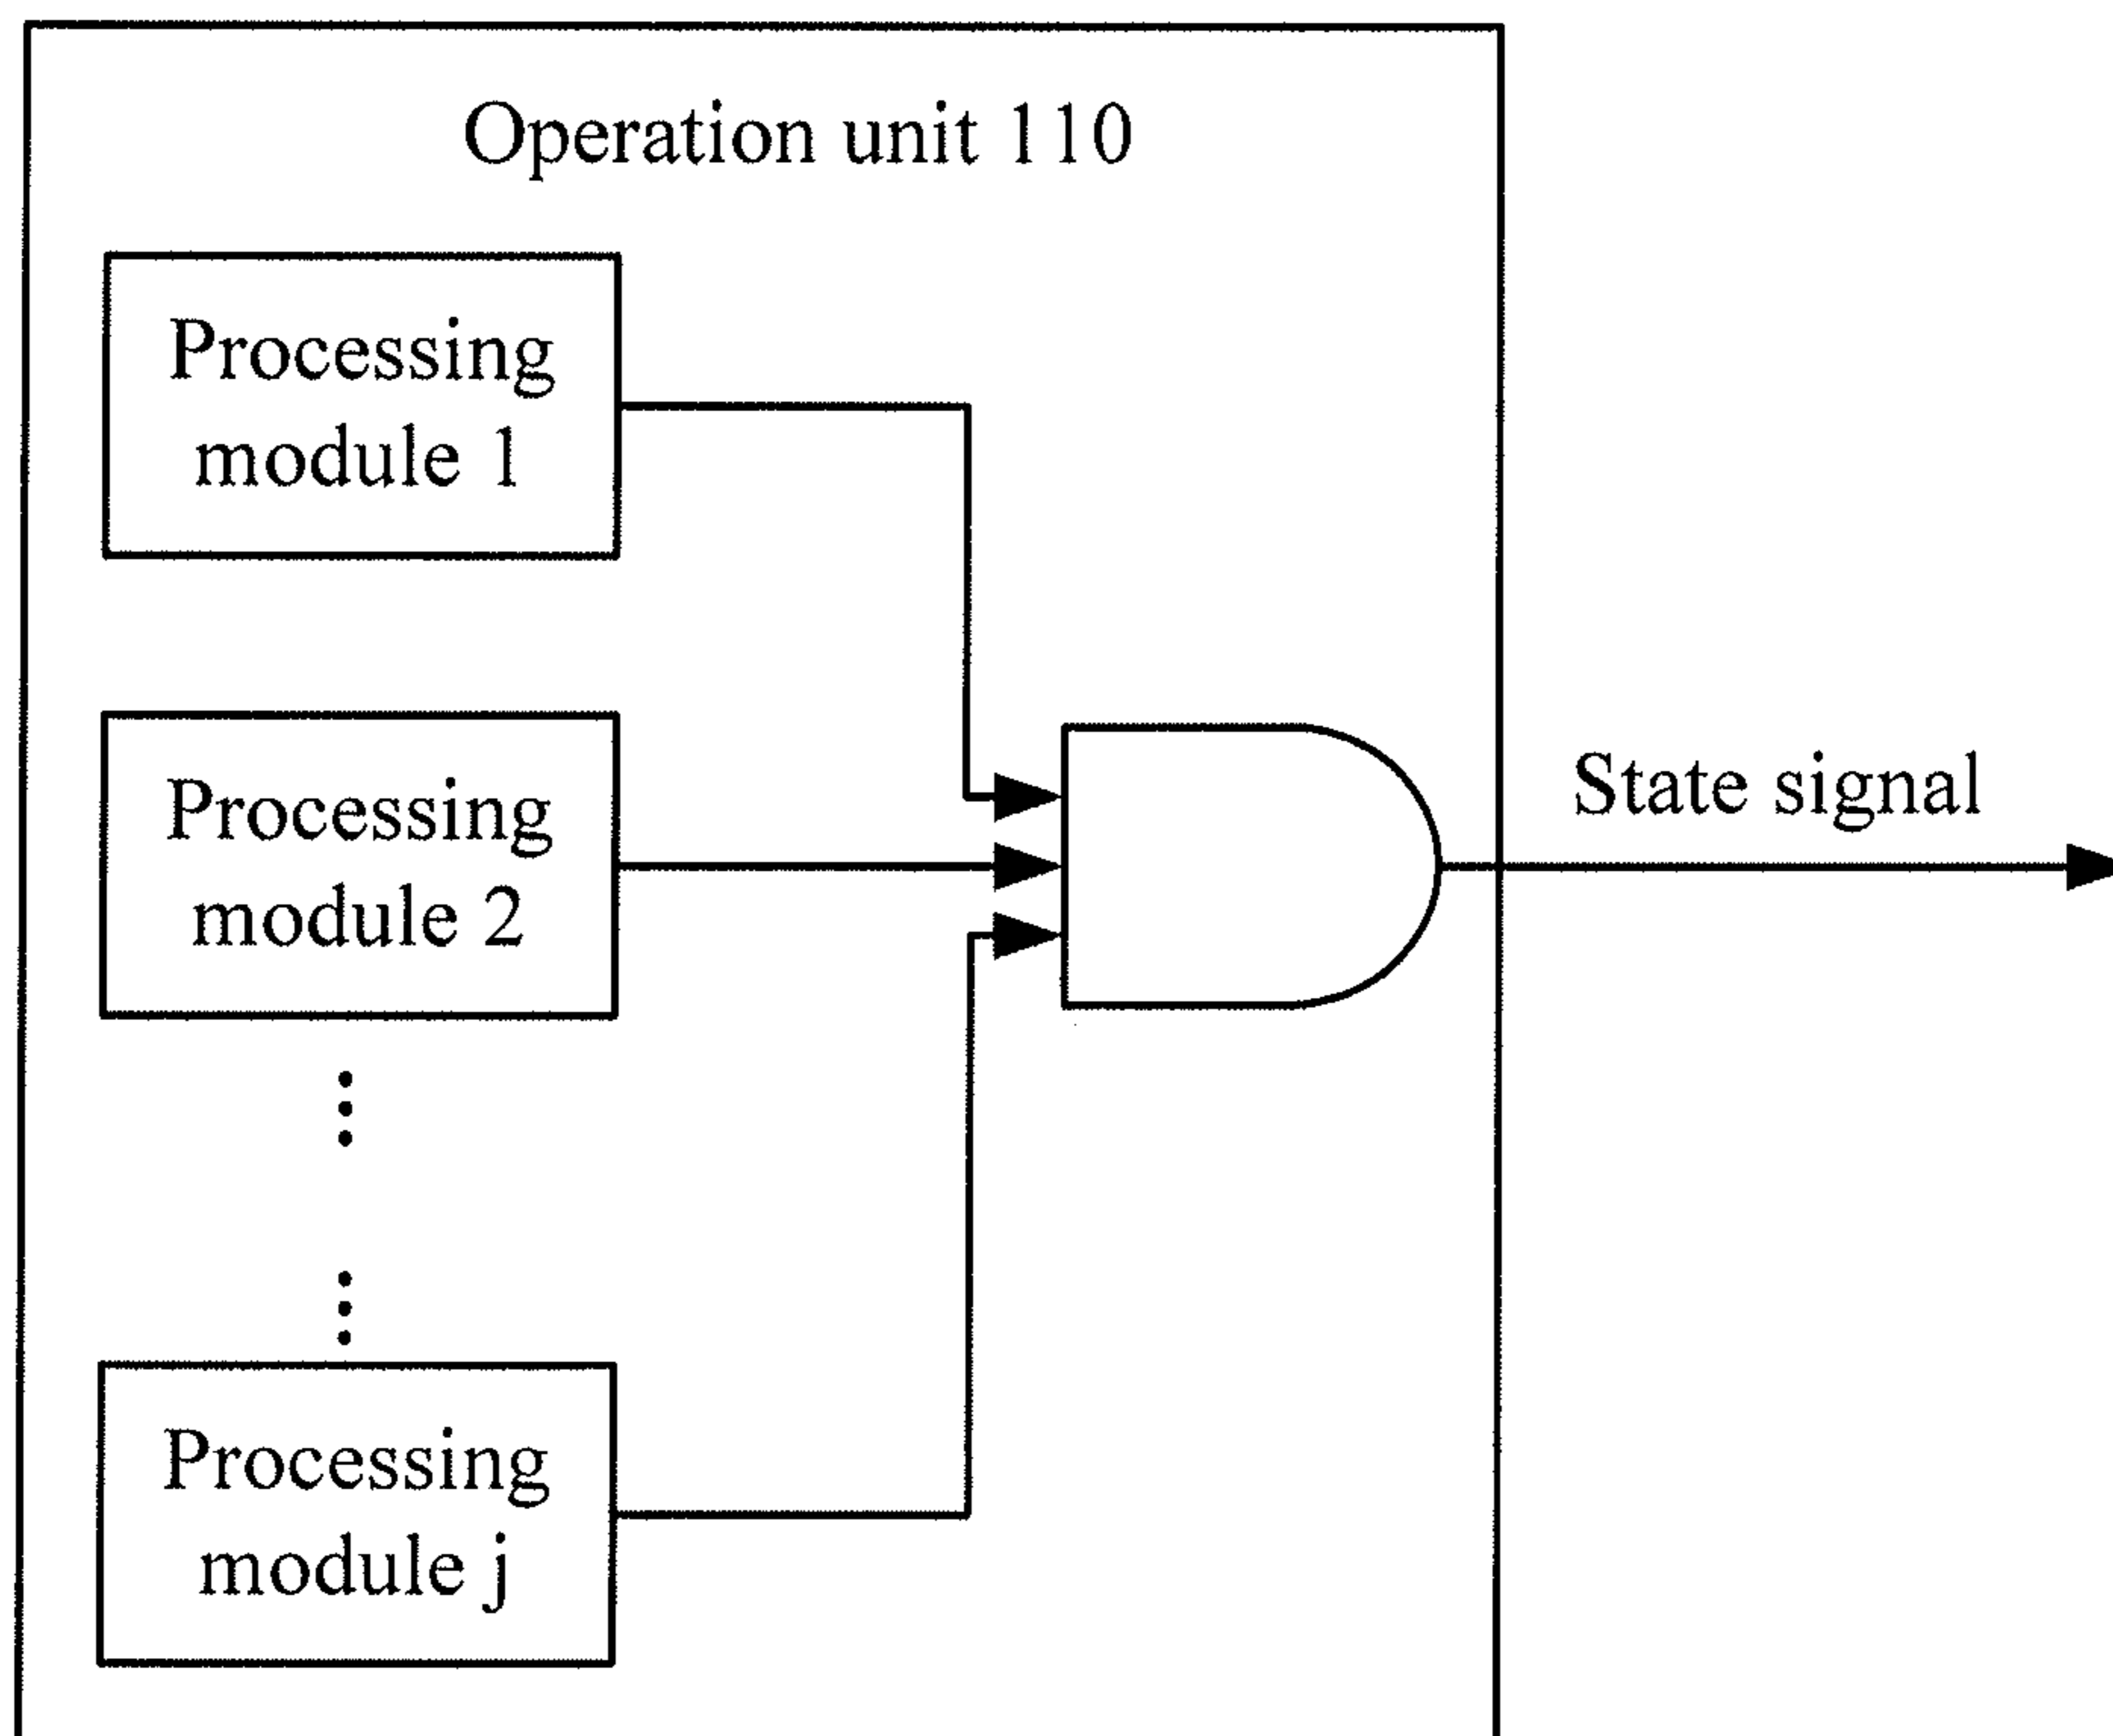 Operation unit 110
Processing
module 1
Processing
module 2
State signal
Processing
module j